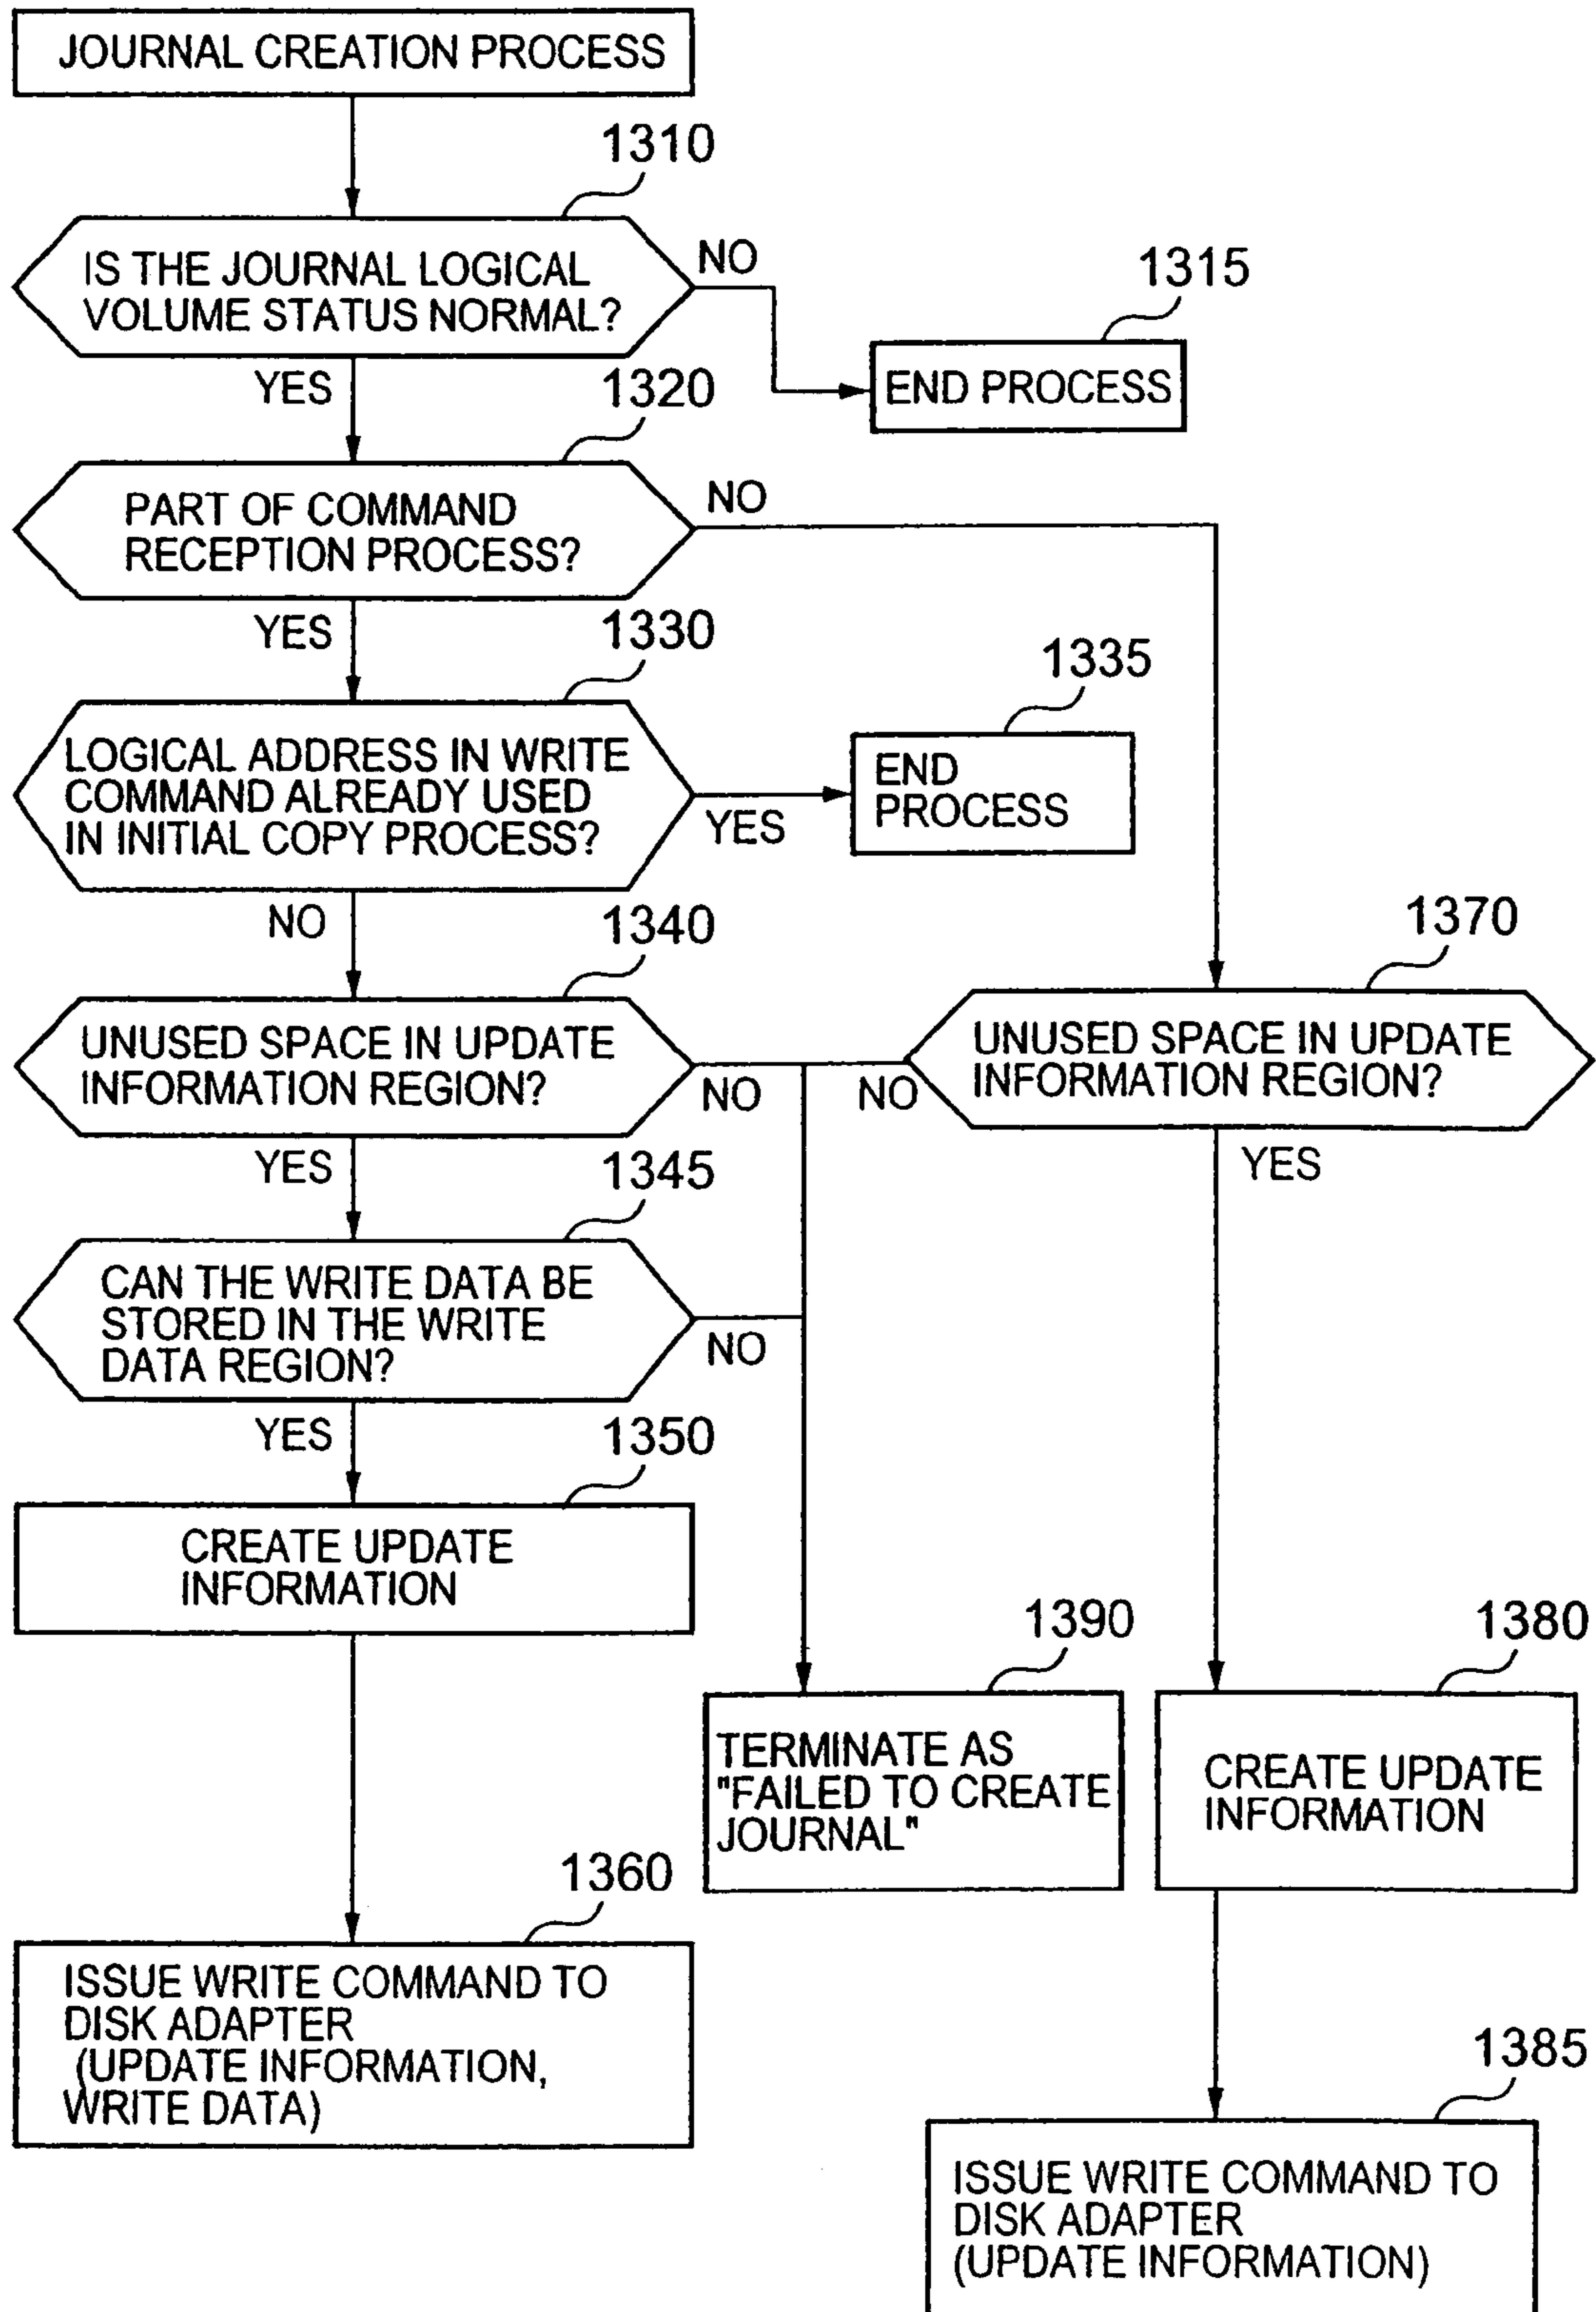 JOURNAL CREATION PROCESS
1310
IS THE JOURNAL LOGICAL
VOLUME STATUS NORMAL?
NO
1315
END PROCESS
YES
1320
PART OF COMMAND
RECEPTION PROCESS?
NO
YES
1330
LOGICAL ADDRESS IN WRITE
COMMAND ALREADY USED
IN INITIAL COPY PROCESS?
YES
1335
END
PROCESS
NO
1340
UNUSED SPACE IN UPDATE
INFORMATION REGION?
NO
NO
1370
UNUSED SPACE IN UPDATE
INFORMATION REGION?
YES
YES
1345
CAN THE WRITE DATA BE
STORED IN THE WRITE
DATA REGION?
NO
YES
1350
CREATE UPDATE
INFORMATION
1390
TERMINATE AS
"FAILED TO CREATE
JOURNAL"
1380
CREATE UPDATE
INFORMATION
1360
ISSUE WRITE COMMAND TO
DISK ADAPTER
(UPDATE INFORMATION,
WRITE DATA)
1385
ISSUE WRITE COMMAND TO
DISK ADAPTER
(UPDATE INFORMATION)